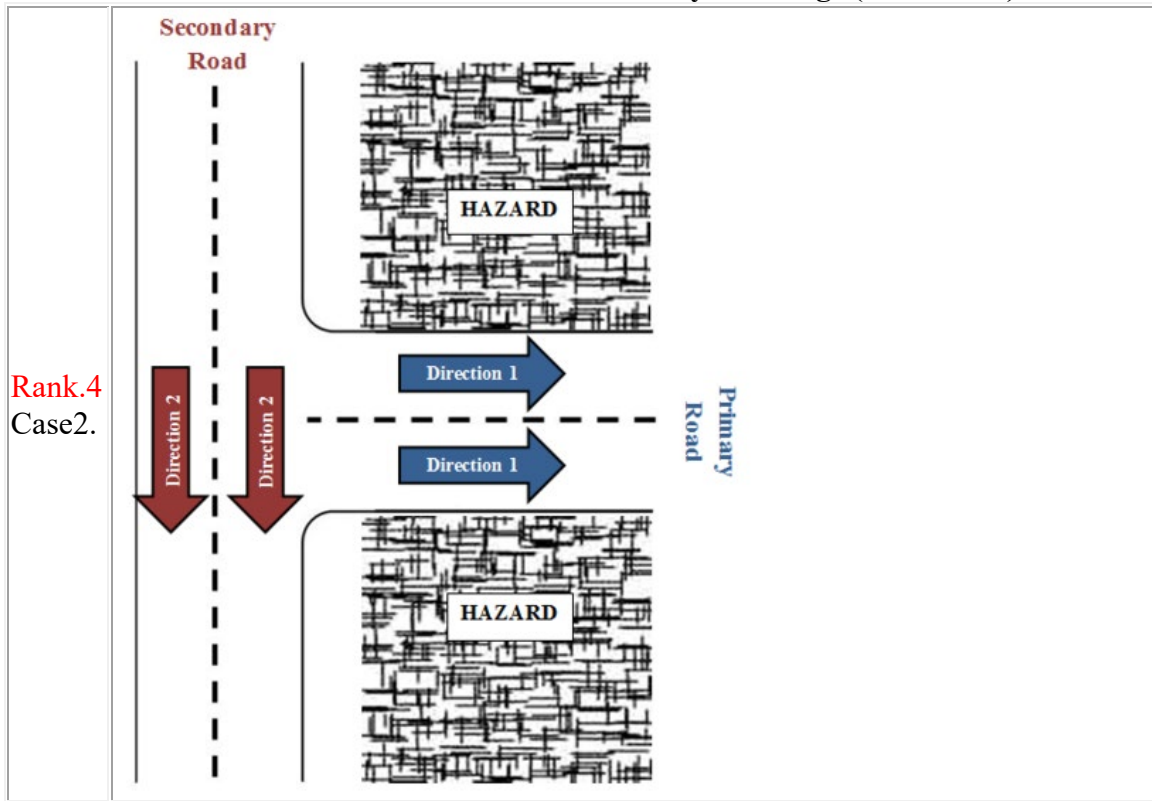 Rank.4
Case2.
Secondary
Road
HAZARD
Direction 1
Direction 1
Direction 2
Direction 2
Primary
Road
HAZARD